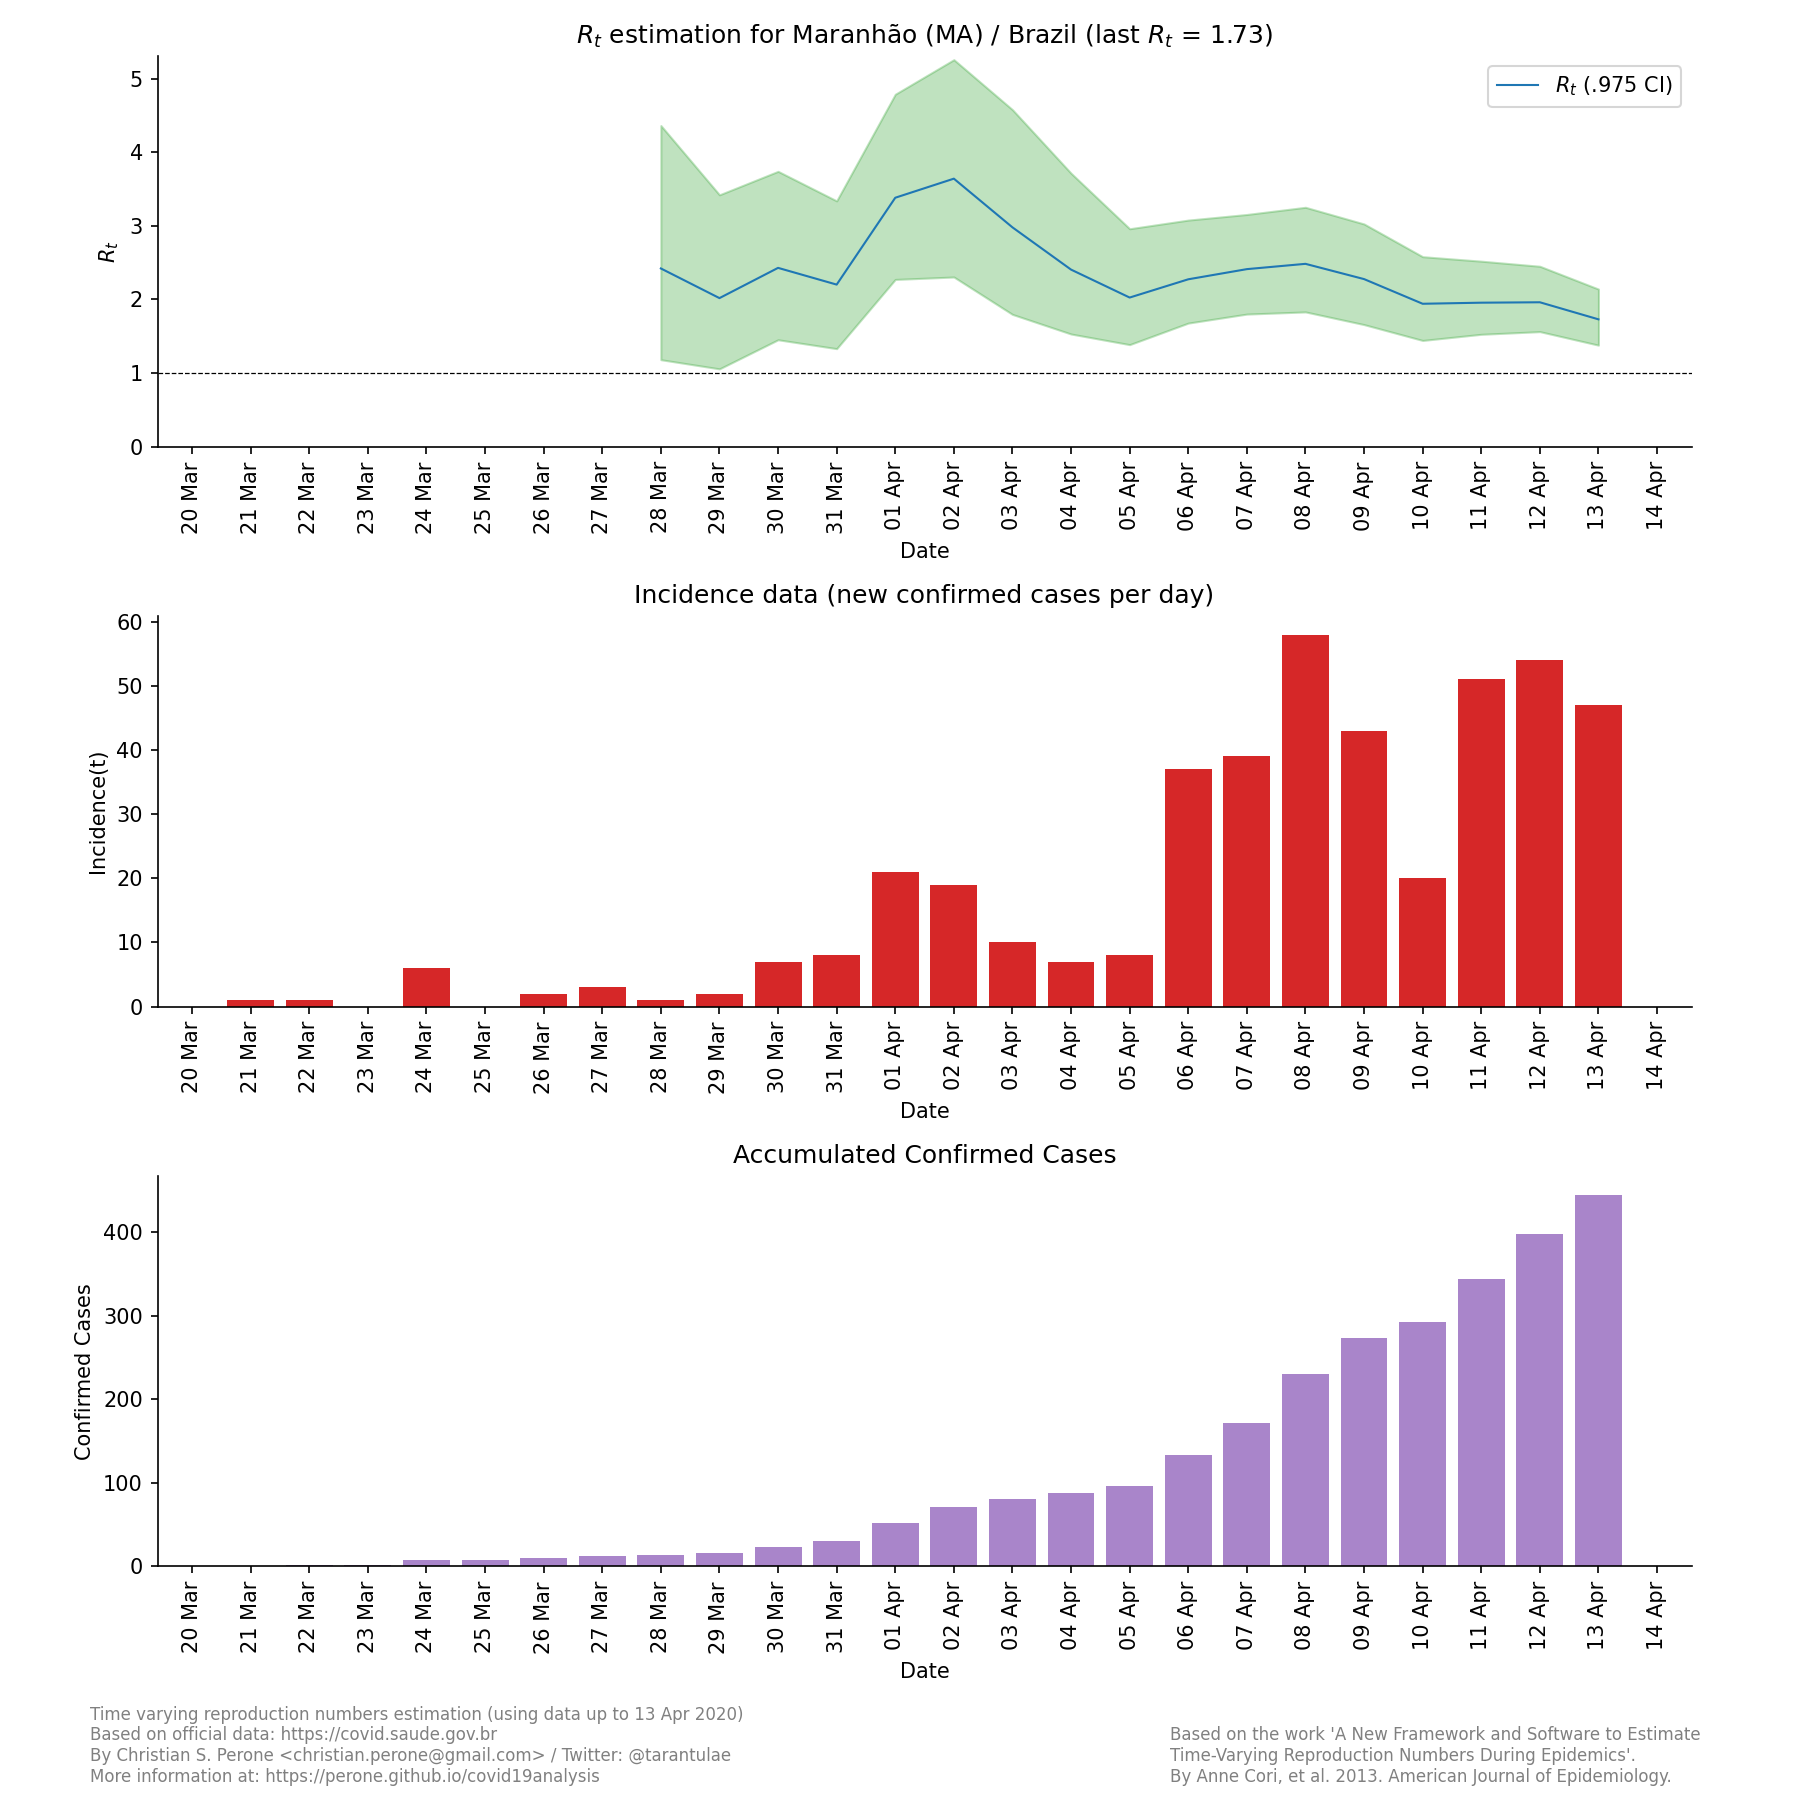 R_t estimation for Maranhão (MA) / Brazil (last R_t = 1.73)
R_t (.975 CI)
R_t
5
4
3
2
1
0
20 Mar 21 Mar 22 Mar 23 Mar 24 Mar 25 Mar 26 Mar 27 Mar 28 Mar 29 Mar 30 Mar 31 Mar 01 Apr 02 Apr 03 Apr 04 Apr 05 Apr 06 Apr 07 Apr 08 Apr 09 Apr 10 Apr 11 Apr 12 Apr 13 Apr 14 Apr
Date
Incidence data (new confirmed cases per day)
Incidence(t)
60
50
40
30
20
10
0
20 Mar 21 Mar 22 Mar 23 Mar 24 Mar 25 Mar 26 Mar 27 Mar 28 Mar 29 Mar 30 Mar 31 Mar 01 Apr 02 Apr 03 Apr 04 Apr 05 Apr 06 Apr 07 Apr 08 Apr 09 Apr 10 Apr 11 Apr 12 Apr 13 Apr 14 Apr
Date
Accumulated Confirmed Cases
Confirmed Cases
400
300
200
100
0
20 Mar 21 Mar 22 Mar 23 Mar 24 Mar 25 Mar 26 Mar 27 Mar 28 Mar 29 Mar 30 Mar 31 Mar 01 Apr 02 Apr 03 Apr 04 Apr 05 Apr 06 Apr 07 Apr 08 Apr 09 Apr 10 Apr 11 Apr 12 Apr 13 Apr 14 Apr
Date
Time varying reproduction numbers estimation (using data up to 13 Apr 2020)
Based on official data: https://covid.saude.gov.br
By Christian S. Perone <christian.perone@gmail.com> / Twitter: @tarantulae
More information at: https://perone.github.io/covid19analysis
Based on the work 'A New Framework and Software to Estimate
Time-Varying Reproduction Numbers During Epidemics'.
By Anne Cori, et al. 2013. American Journal of Epidemiology.